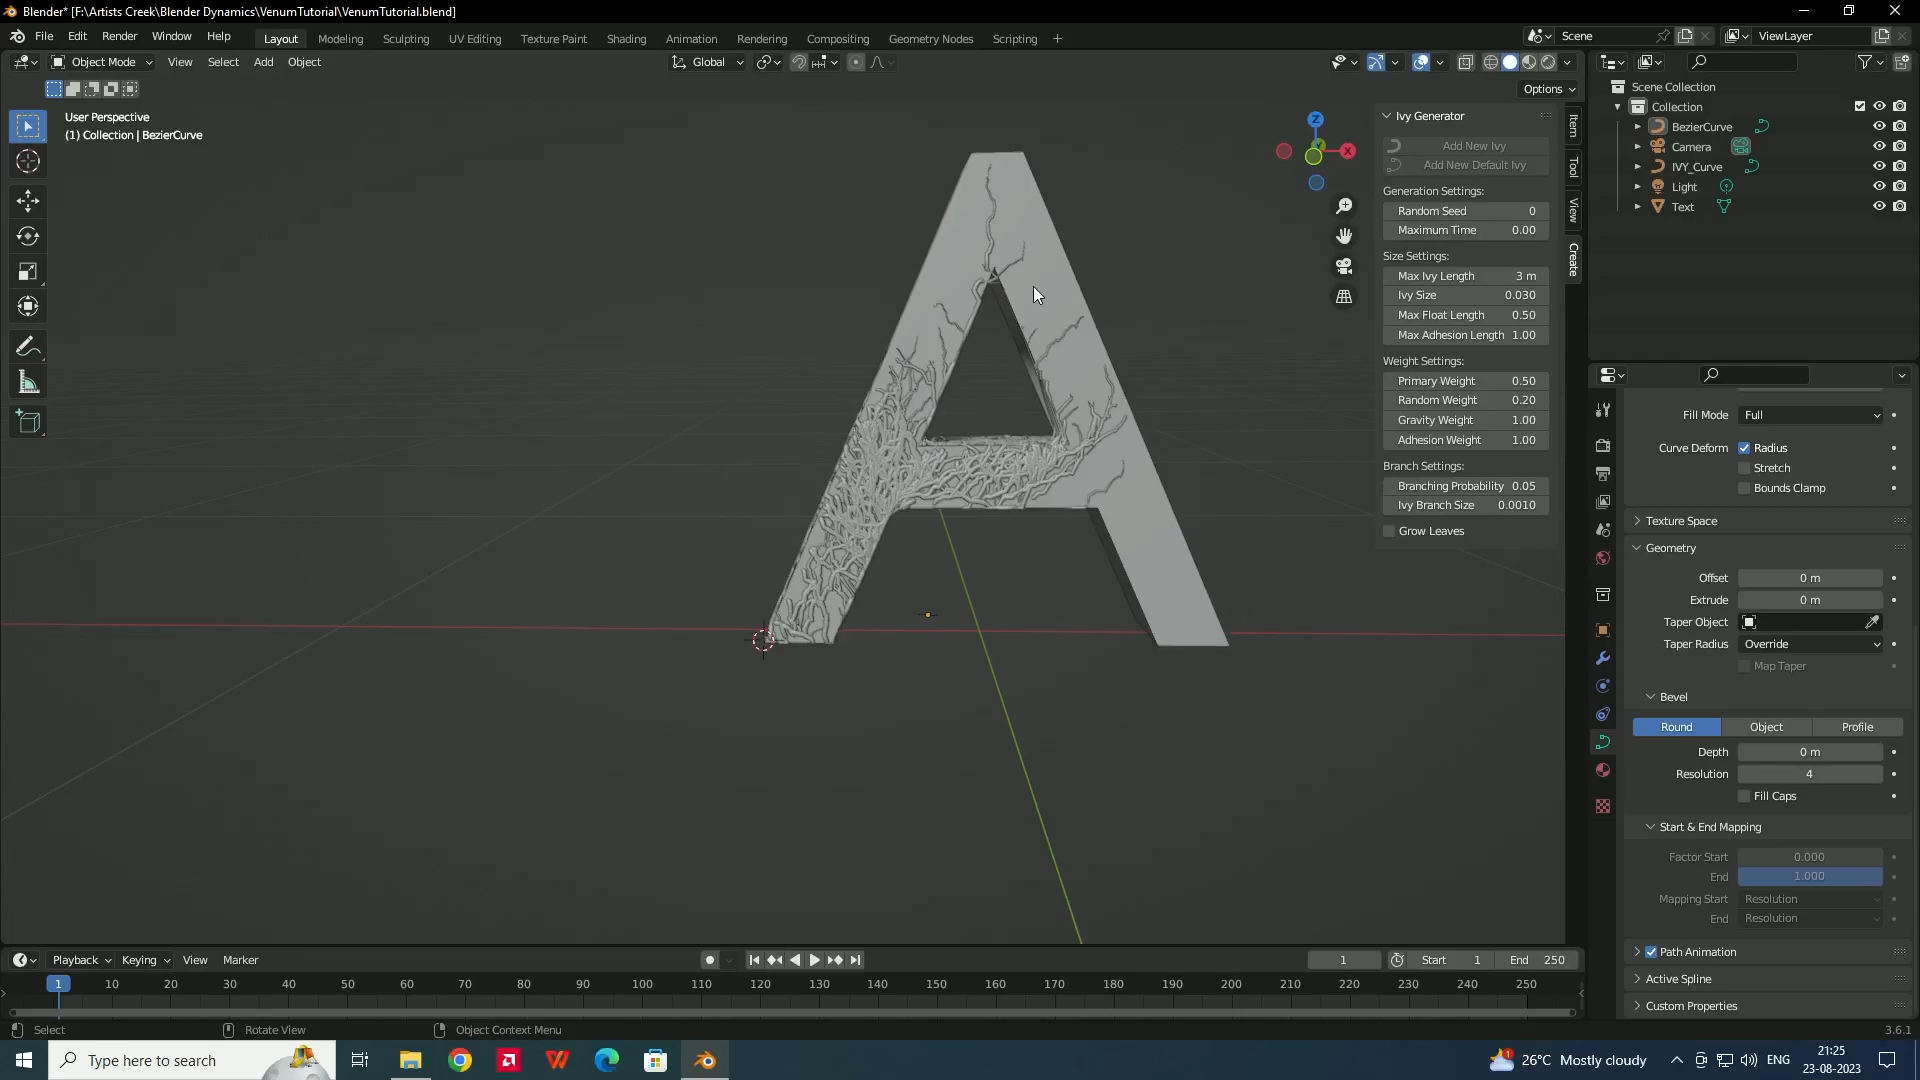 Blender* [F:\Artists Creek\Blender Dynamics\VenumTutorial\VenumTutorial.blend]
File Edit Render Window Help Layout Modeling Sculpting UV Editing Texture Paint Shading Animation Rendering Compositing Geometry Nodes Scripting + Scene ViewLayer
Object Mode View Select Add Object Global
Options
User Perspective
(1) Collection | BezierCurve
Z
X
Ivy Generator
Add New Ivy
Add New Default Ivy
Generation Settings:
Random Seed 0
Maximum Time 0.00
Size Settings:
Max Ivy Length 3 m
Ivy Size 0.030
Max Float Length 0.50
Max Adhesion Length 1.00
Weight Settings:
Primary Weight 0.50
Random Weight 0.20
Gravity Weight 1.00
Adhesion Weight 1.00
Branch Settings:
Branching Probability 0.05
Ivy Branch Size 0.0010
Grow Leaves
Item
Tool
View
Create
Scene Collection
Collection
BezierCurve
Camera
IVY_Curve
Light
Text
Fill Mode Full
Curve Deform Radius
Stretch
Bounds Clamp
Texture Space
Geometry
Offset 0 m
Extrude 0 m
Taper Object
Taper Radius Override
Map Taper
Bevel
Round Object Profile
Depth 0 m
Resolution 4
Fill Caps
Start & End Mapping
Factor Start 0.000
End 1.000
Mapping Start Resolution
End Resolution
Path Animation
Active Spline
Custom Properties
A
Playback Keying View Marker 1 Start 1 End 250
1 10 20 30 40 50 60 70 80 90 100 110 120 130 140 150 160 170 180 190 200 210 220 230 240 250
Select Rotate View Object Context Menu 3.6.1
Type here to search 1 26°C Mostly cloudy ENG
21:25
23-08-2023